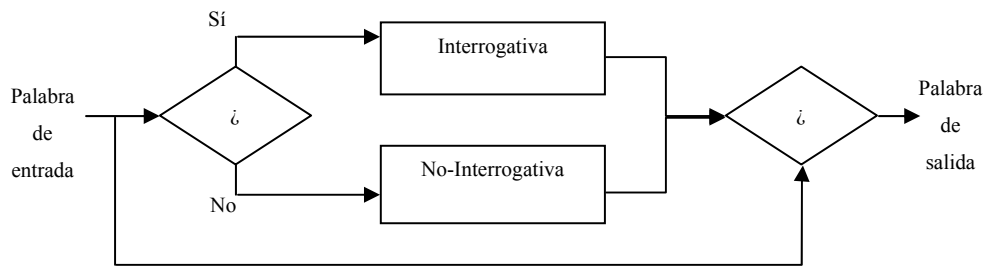 Sí
Interrogativa
Palabra
de
entrada
¿
¿
Palabra
de
salida
No-Interrogativa
No